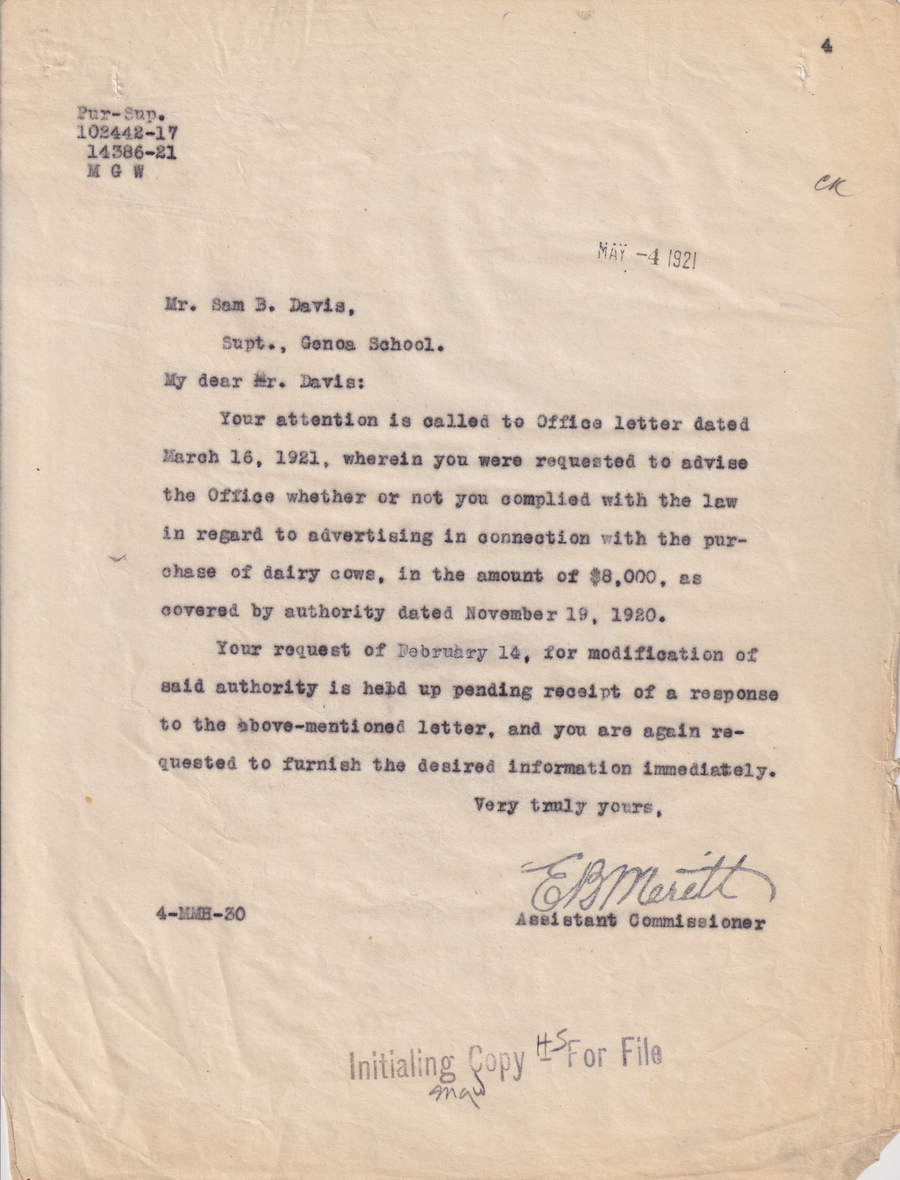 4
Pur-Sup.
102442-17
14386-21
M G W
CK
MAY -4 1921
Mr. Sam B. Davis,
Supt., Genoa School.
My dear Mr. Davis:
Your attention is called to Office letter dated
March 16, 1921, wherein you were requested to advise
the Office whether or not you complied with the law
in regard to advertising in connection with the pur-
chase of dairy cows, in the amount of $8,000, as
covered by authority dated November 19, 1920.
Your request of February 14, for modification of
said authority is held up pending receipt of a response
to the above-mentioned letter, and you are again re-
quested to furnish the desired information immediately.
Very truly yours,
E B Meritt
4-MMH-30
Assistant Commissioner
Initialing Copy - For File
HS
mgw